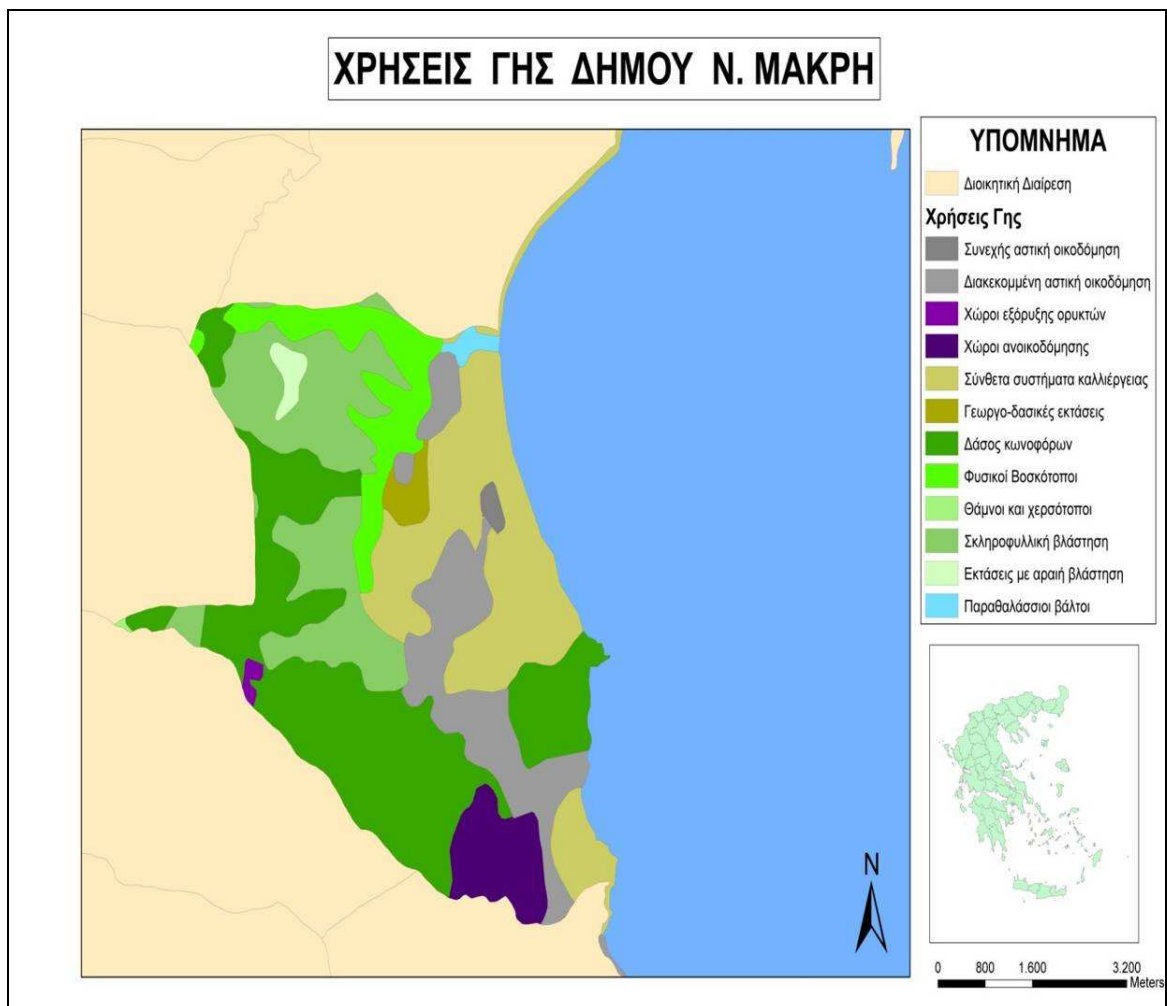 ΧΡΗΣΕΙΣ ΓΗΣ ΔΗΜΟΥ Ν. ΜΑΚΡΗ
ΥΠΟΜΝΗΜΑ
Διοικητική Διαίρεση
Χρήσεις Γης
Συνεχής αστική οικοδόμηση
Διακεκομμένη αστική οικοδόμηση
Χώροι εξόρυξης ορυκτών
Χώροι ανοικοδόμησης
Σύνθετα συστήματα καλλιέργειας
Γεωργο-δασικές εκτάσεις
Δάσος κωνοφόρων
Φυσικοί Βοσκότοποι
Θάμνοι και χερσότοποι
Σκληροφυλλική βλάστηση
Εκτάσεις με αραιή βλάστηση
Παραθαλάσσιοι βάλτοι
N
0 800 1.600 3.200
Meters